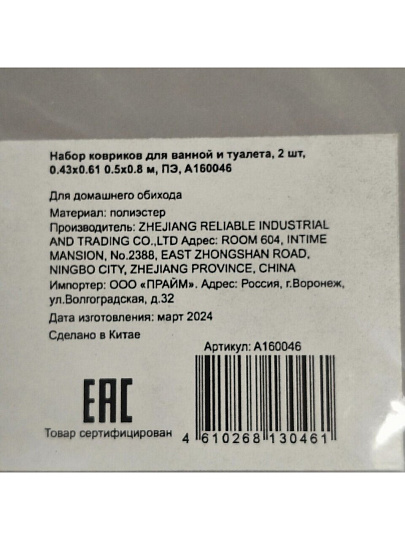 Набор ковриков для ванной и туалета, 2 шт,
0.43х0.61 0.5х0.8 м, ПЭ, А160046
Для домашнего обихода
Материал: полиэстер
Производитель: ZHEJIANG RELIABLE INDUSTRIAL
AND TRADING CO.,LTD Адрес: ROOM 604, INTIME
MANSION, No.2388, EAST ZHONGSHAN ROAD,
NINGBO CITY, ZHEJIANG PROVINCE, CHINA
Импортер: ООО «ПРАЙМ». Адрес: Россия, г.Воронеж,
ул.Волгоградская, д.32
Дата изготовления: март 2024
Сделано в Китае
Артикул: А160046
EAC
Товар сертифицирован
4 610268 130461